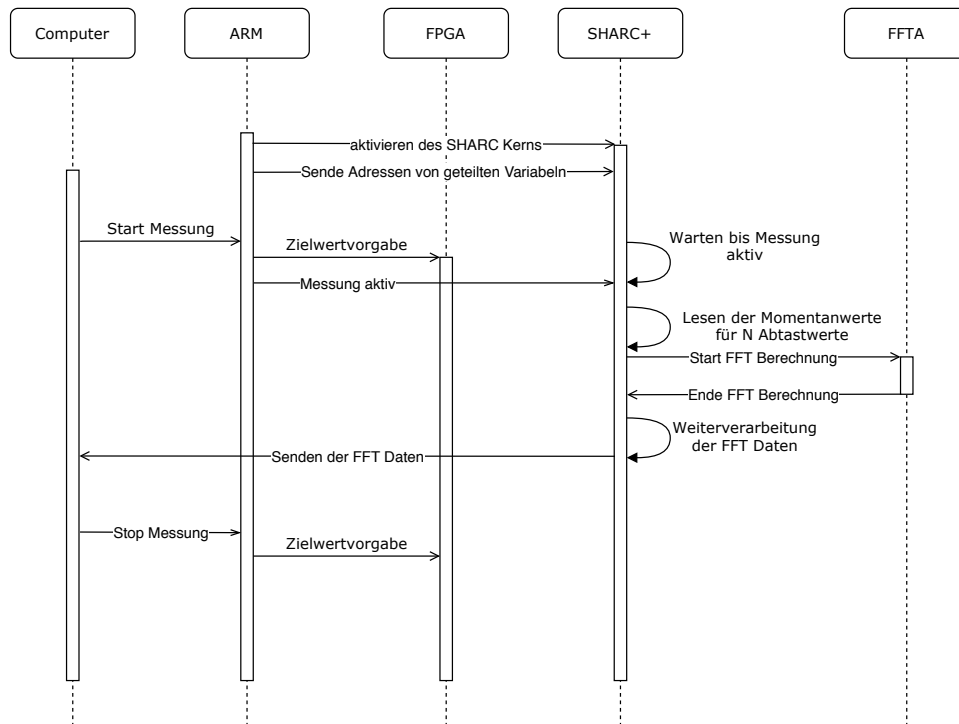 Computer
ARM
FPGA
SHARC+
FFTA
aktivieren des SHARC Kerns
Sende Adressen von geteilten Variabeln
Start Messung
Zielwertvorgabe
Warten bis Messung
aktiv
Messung aktiv
Lesen der Momentanwerte
für N Abtastwerte
Start FFT Berechnung
Ende FFT Berechnung
Weiterverarbeitung
der FFT Daten
Senden der FFT Daten
Stop Messung
Zielwertvorgabe